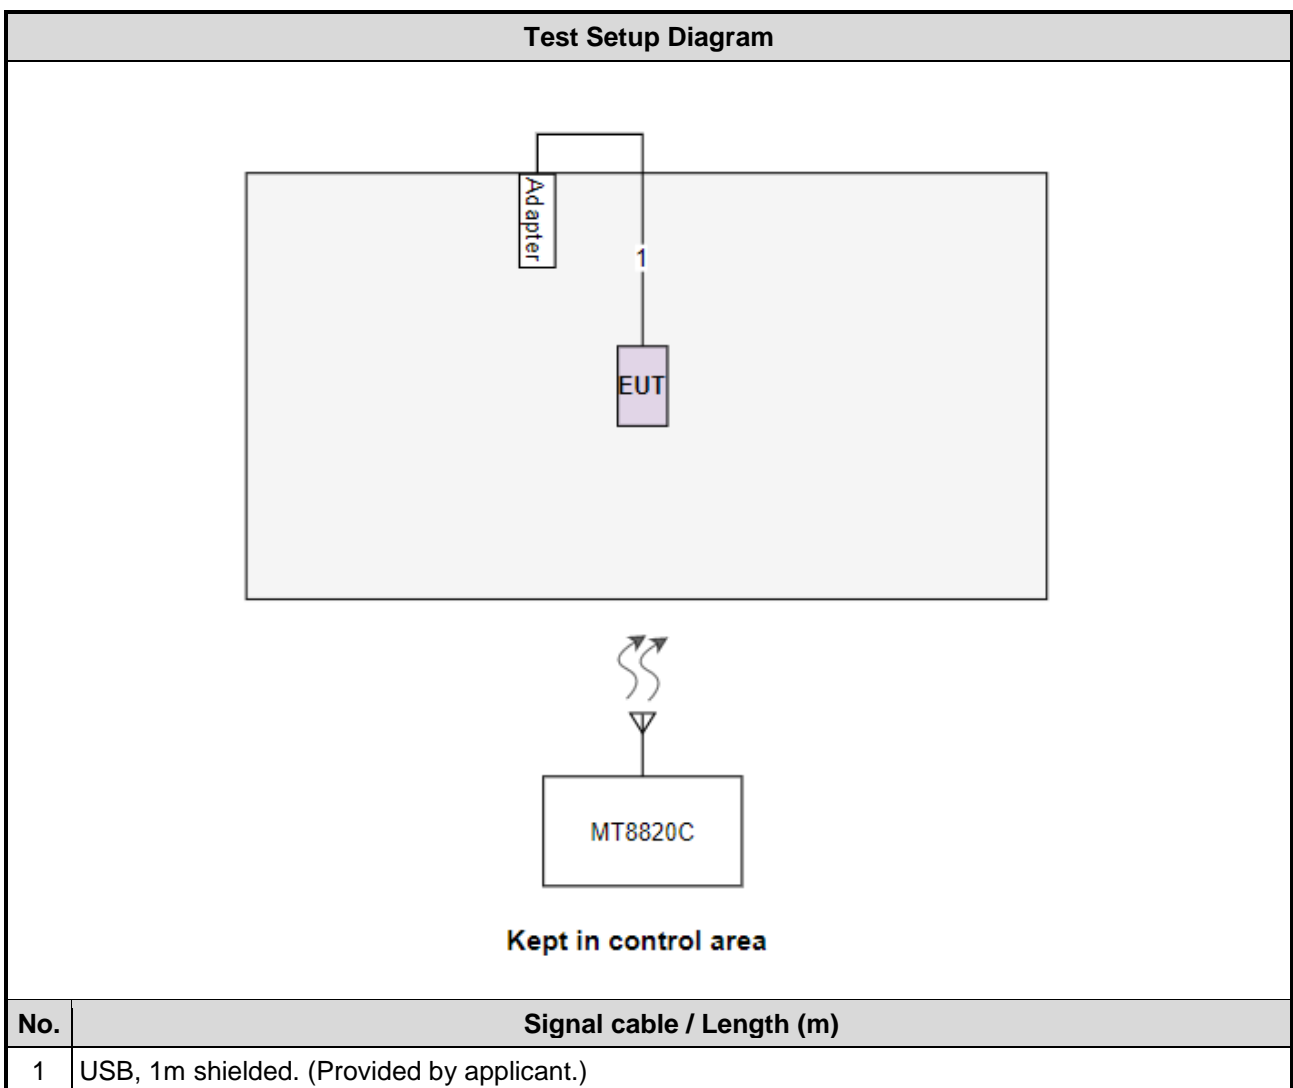 Test Setup Diagram
Adapter
1
EUT
MT8820C
Kept in control area
No. Signal cable / Length (m)
1 USB, 1m shielded. (Provided by applicant.)